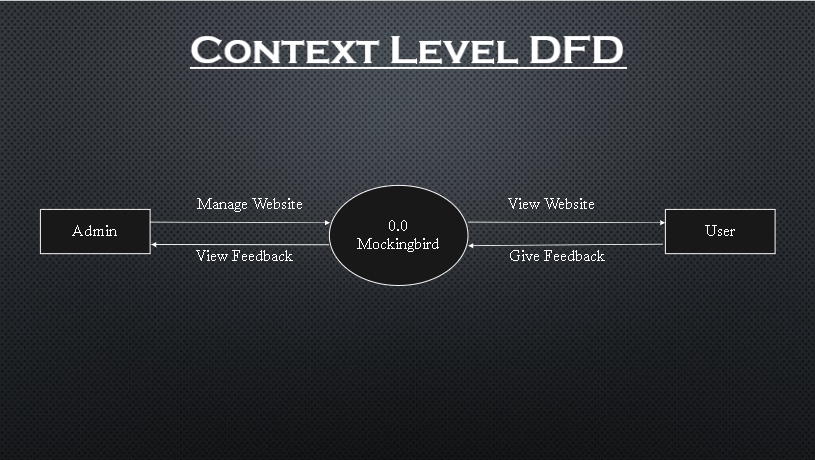 Context Level DFD
Manage Website
View Website
Admin
0.0
Mockingbird
User
View Feedback
Give Feedback